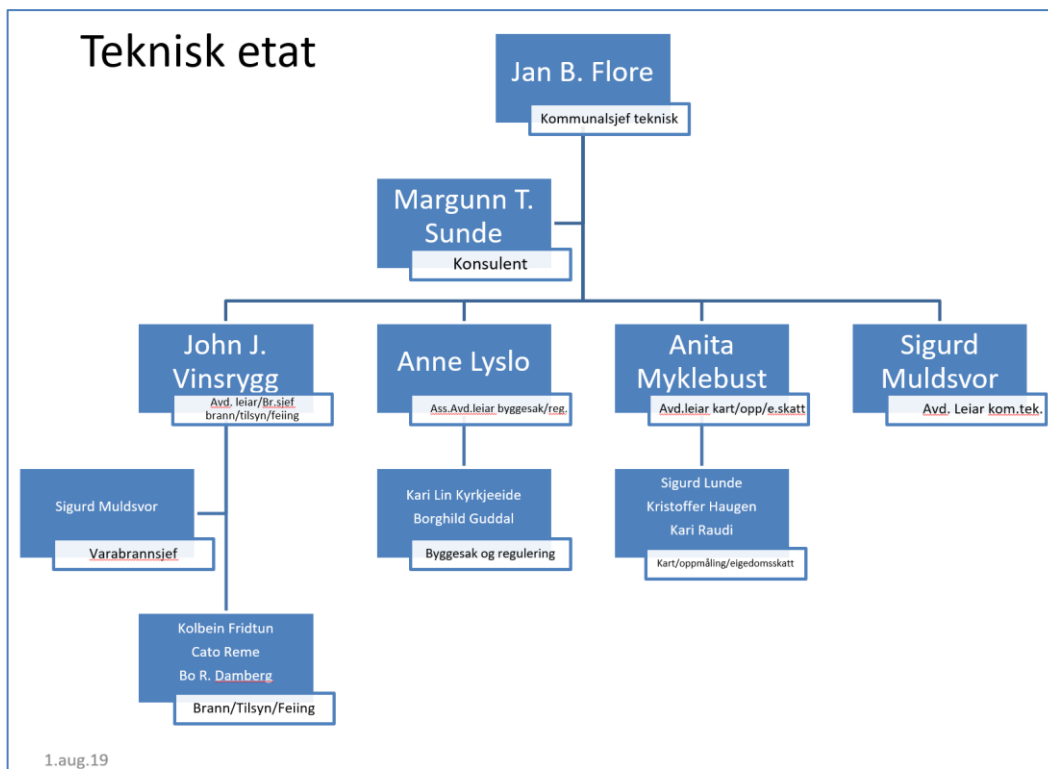 Teknisk etat
Jan B. Flore
Kommunalsjef teknisk
Margunn T.
Sunde
Konsulent
John J.
Vinsrygg
Avd. leiar/Br.sjef
brann/tilsyn/feiing
Anne Lyslo
Ass.Avd.leiar byggesak/reg.
Anita
Myklebust
Avd.leiar kart/opp/e.skatt
Sigurd
Muldsvor
Avd. Leiar kom.tek.
Sigurd Muldsvor
Varabrannsjef
Kari Lin Kyrkjeeide
Borghild Guddal
Byggesak og regulering
Sigurd Lunde
Kristoffer Haugen
Kari Raudi
Kart/oppmåling/eigedomsskatt
Kolbein Fridtun
Cato Reme
Bo R. Damberg
Brann/Tilsyn/Feiing
1.aug.19